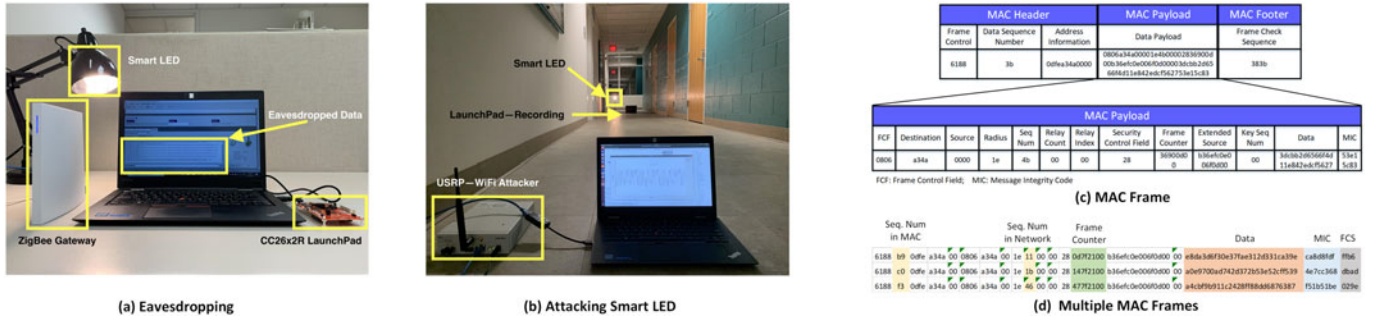 Smart LED
Eavesdropped Data
ZigBee Gateway
CC26x2R LaunchPad
(a) Eavesdropping
Smart LED
LaunchPad—Recording
USRP—WiFi Attacker
(b) Attacking Smart LED
MAC Header MAC Payload MAC Footer
Frame Control Data Sequence Number Address Information Data Payload Frame Check Sequence
6188 3b 0dfea34a0000 383b
0806a34a00001e4b00002836900d
00b36efc0e006f0d00003dcbb2d65
66f4d11e842edcf562753e15c83
MAC Payload
FCF Destination Source Radius Seq Num Relay Count Relay Index Security Control Field Frame Counter Extended Source Key Seq Num Data MIC
0806 a34a 0000 1e 4b 00 00 28 36900d00 b36efc0e006f0d00 00 3dcbb2d6566f4d11e842edcf5627 53e15c83
FCF: Frame Control Field; MIC: Message Integrity Code
(c) MAC Frame
Seq. Num in MAC Seq. Num in Network Frame Counter Data MIC FCS
6188 b9 0dfe a34a 00 0806 a34a 00 1e 11 00 00 28 0d7f2100 b36efc0e006f0d00 00 e8da3d6f30e37fae312d331ca39e ca8d8fdf ffb6
6188 c0 0dfe a34a 00 0806 a34a 00 1e 1b 00 00 28 147f2100 b36efc0e006f0d00 00 a0e9700ad742d372b53e52cff539 4e7cc368 dbad
6188 f3 0dfe a34a 00 0806 a34a 00 1e 46 00 00 28 477f2100 b36efc0e006f0d00 00 a4cbf9b911c2428ff88dd6876387 f51b51be 029e
(d) Multiple MAC Frames